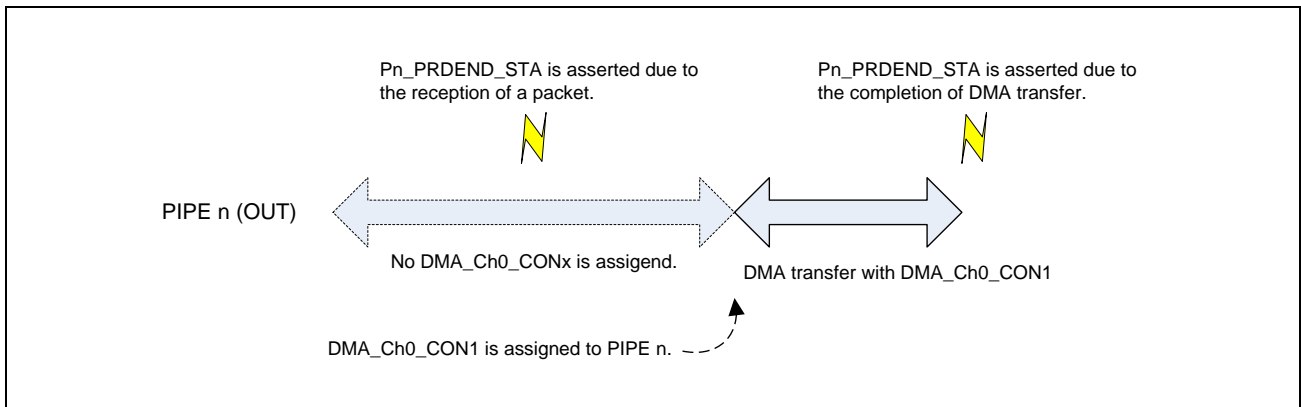 Pn_PRDEND_STA is asserted due to
the reception of a packet.
Pn_PRDEND_STA is asserted due to
the completion of DMA transfer.
PIPE n (OUT)
No DMA_Ch0_CONx is assigend.
DMA transfer with DMA_Ch0_CON1
DMA_Ch0_CON1 is assigned to PIPE n.